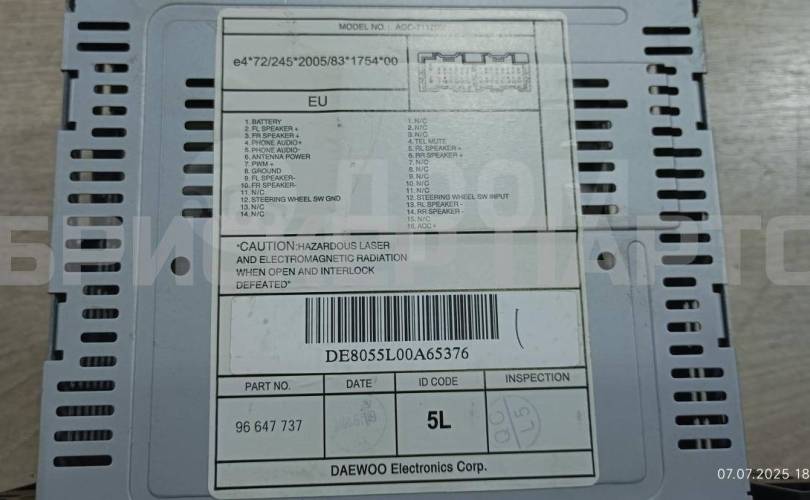 MODEL NO.
e4*72/245*2005/83*1754*00
EU
1. BATTERY
2. FL SPEAKER +
3. FR SPEAKER +
4. PHONE AUDIO+
5. PHONE AUDIO-
6. ANTENNA POWER
7. PWM +
8. GROUND
9. FL SPEAKER-
10. FR SPEAKER-
11. N/C
12. STEERING WHEEL SW GND
13. N/C
14. N/C
1. N/C
2. N/C
3. N/C
4. TEL MUTE
5. RL SPEAKER +
6. RR SPEAKER +
7. N/C
8. N/C
9. N/C
10. N/C
11. N/C
12. STEERING WHEEL SW INPUT
13. RL SPEAKER -
14. RR SPEAKER -
15. N/C
16. ACC+
"CAUTION:HAZARDOUS LASER
AND ELECTROMAGNETIC RADIATION
WHEN OPEN AND INTERLOCK
DEFEATED"
DE8055L00A65376
PART NO. DATE ID CODE INSPECTION
96 647 737 5L QC L5
DAEWOO Electronics Corp.
07.07.2025 18